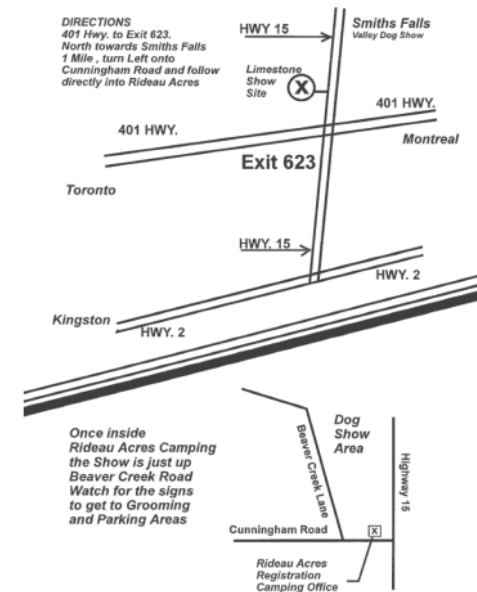 DIRECTIONS
401 Hwy. to Exit 623.
North towards Smiths Falls
1 Mile , turn Left onto
Cunningham Road and follow
directly into Rideau Acres
HWY 15
Smiths Falls
Valley Dog Show
Limestone
Show
Site
X
401 HWY.
401 HWY.
Montreal
Exit 623
Toronto
HWY. 15
HWY. 2
Kingston
HWY. 2
Once inside
Rideau Acres Camping
the Show is just up
Beaver Creek Road
Watch for the signs
to get to Grooming
and Parking Areas
Dog
Show
Area
Beaver Creek Lane
Highway 15
Cunningham Road
X
Rideau Acres
Registration
Camping Office